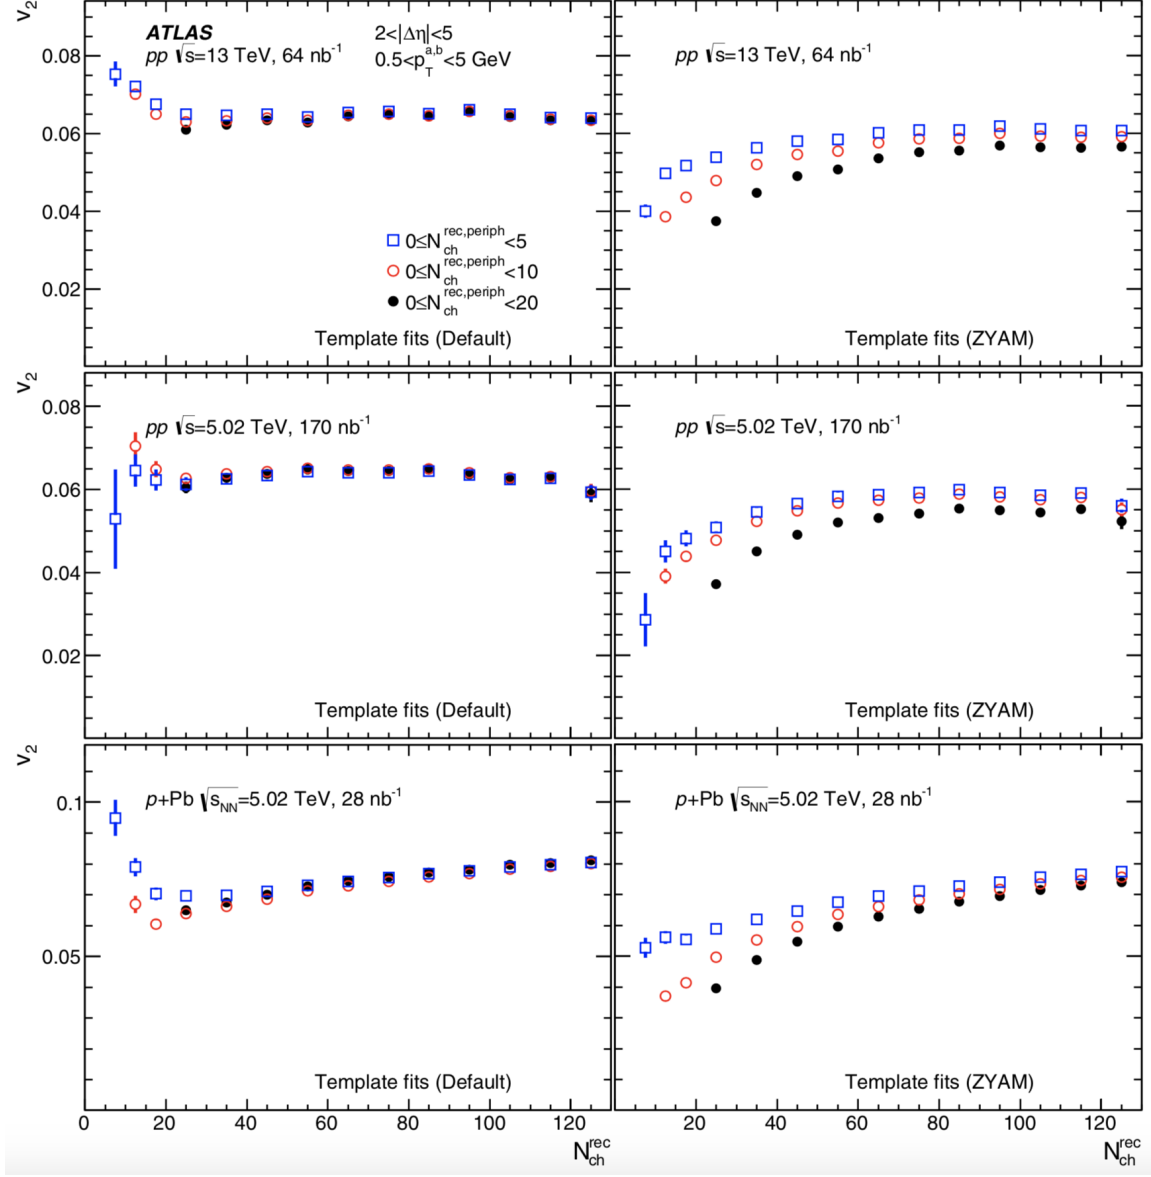 v₂
ATLAS
pp √s=13 TeV, 64 nb⁻¹
2<|Δη|<5
0.5<p_T^{a,b}<5 GeV
pp √s=13 TeV, 64 nb⁻¹
0.08
0.06
0.04
0.02
0≤N_ch^{rec,periph}<5
0≤N_ch^{rec,periph}<10
0≤N_ch^{rec,periph}<20
Template fits (Default)
Template fits (ZYAM)
v₂
0.08
0.06
0.04
0.02
pp √s=5.02 TeV, 170 nb⁻¹
pp √s=5.02 TeV, 170 nb⁻¹
Template fits (Default)
Template fits (ZYAM)
v₂
0.1
0.05
p+Pb √s_NN=5.02 TeV, 28 nb⁻¹
p+Pb √s_NN=5.02 TeV, 28 nb⁻¹
Template fits (Default)
Template fits (ZYAM)
0 20 40 60 80 100 120
20 40 60 80 100 120
N_ch^{rec}
N_ch^{rec}